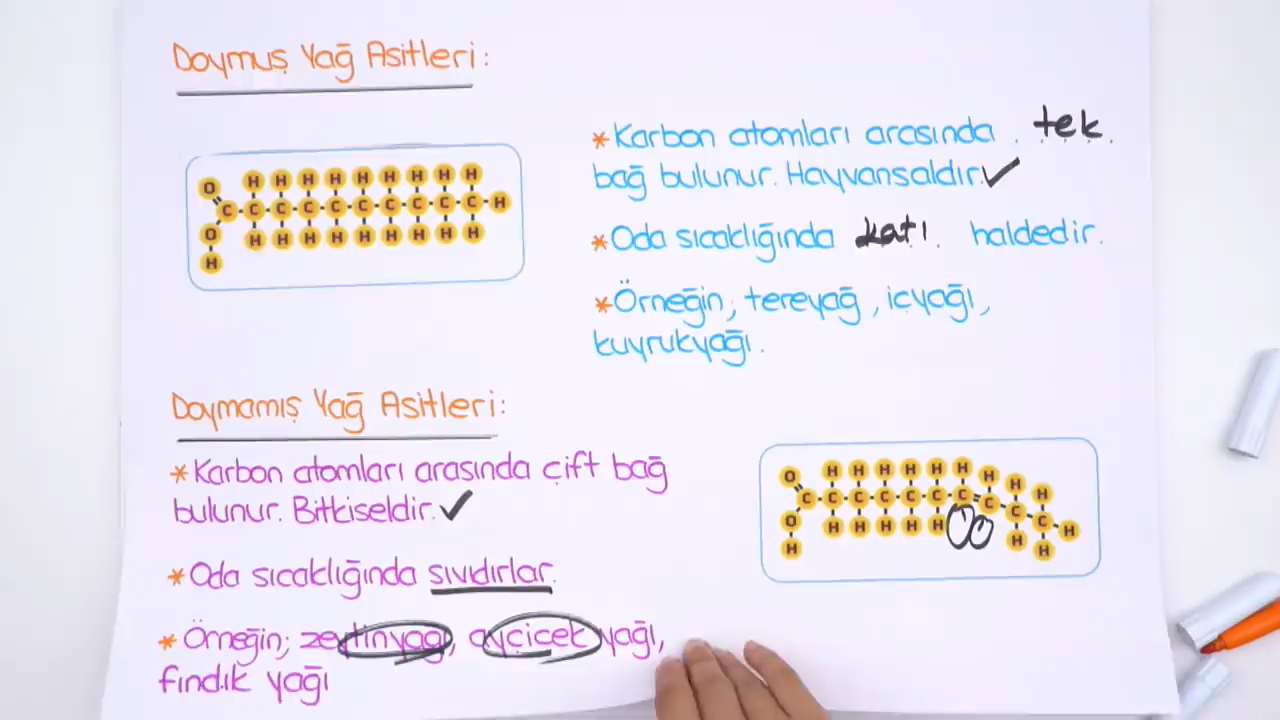 Doymuş Yağ Asitleri:
*Karbon atomları arasında tek
bağ bulunur. Hayvansaldır.✓
*Oda sıcaklığında katı haldedir.
*Örneğin; tereyağ, içyağı,
kuyrukyağı.
O H H H H H H H H H
C C C C C C C C C C H
O H H H H H H H H H
H
Doymamış Yağ Asitleri:
*Karbon atomları arasında çift bağ
bulunur. Bitkiseldir.✓
*Oda sıcaklığında sıvıdırlar.
*Örneğin; zeytinyağı, ayçiçek yağı,
fındık yağı
O H H H H H H H H H
C C C C C C C C C C H
O H H H H H H H
H